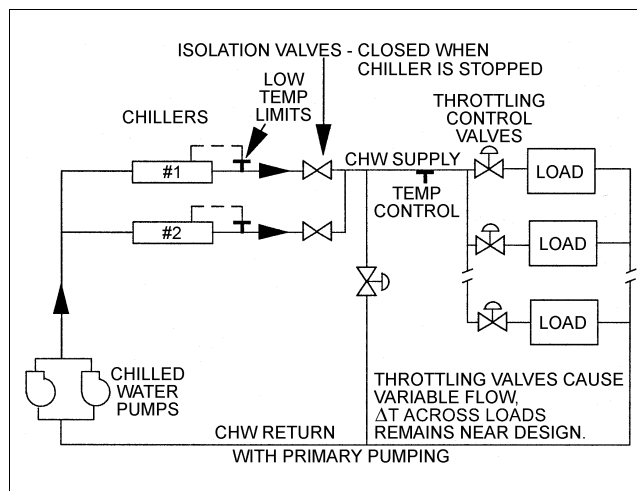 ISOLATION VALVES - CLOSED WHEN
CHILLER IS STOPPED
LOW
TEMP
LIMITS
CHILLERS
THROTTLING
CONTROL
VALVES
#1
CHW SUPPLY
LOAD
TEMP
CONTROL
#2
LOAD
LOAD
CHILLED
WATER
PUMPS
THROTTLING VALVES CAUSE
VARIABLE FLOW,
ΔT ACROSS LOADS
REMAINS NEAR DESIGN.
CHW RETURN
WITH PRIMARY PUMPING